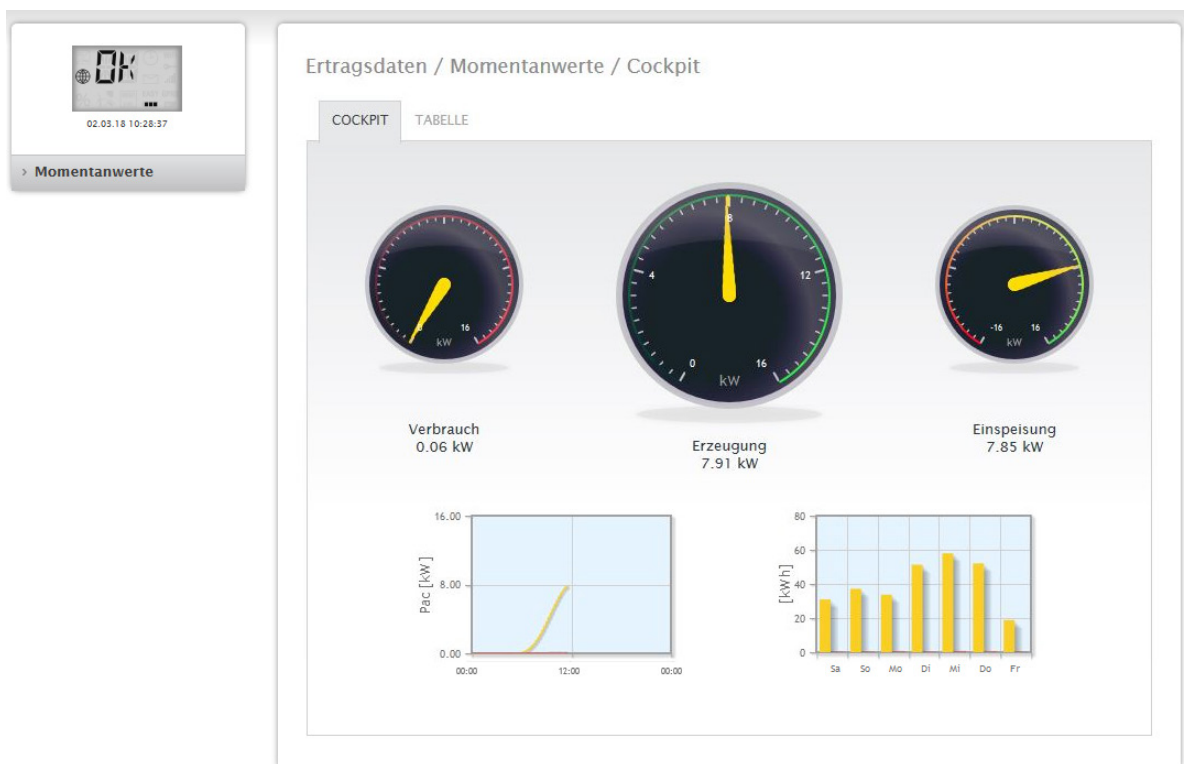 OK
02.03.18 10:28:37
› Momentanwerte
Ertragsdaten / Momentanwerte / Cockpit
COCKPIT TABELLE
16
kW
4
8
12
0
16
kW
-16 16
kW
Verbrauch
0.06 kW
Erzeugung
7.91 kW
Einspeisung
7.85 kW
16.00
8.00
0.00
Pac [kW]
00:00 12:00 00:00
80
60
40
20
0
[kWh]
Sa So Mo Di Mi Do Fr